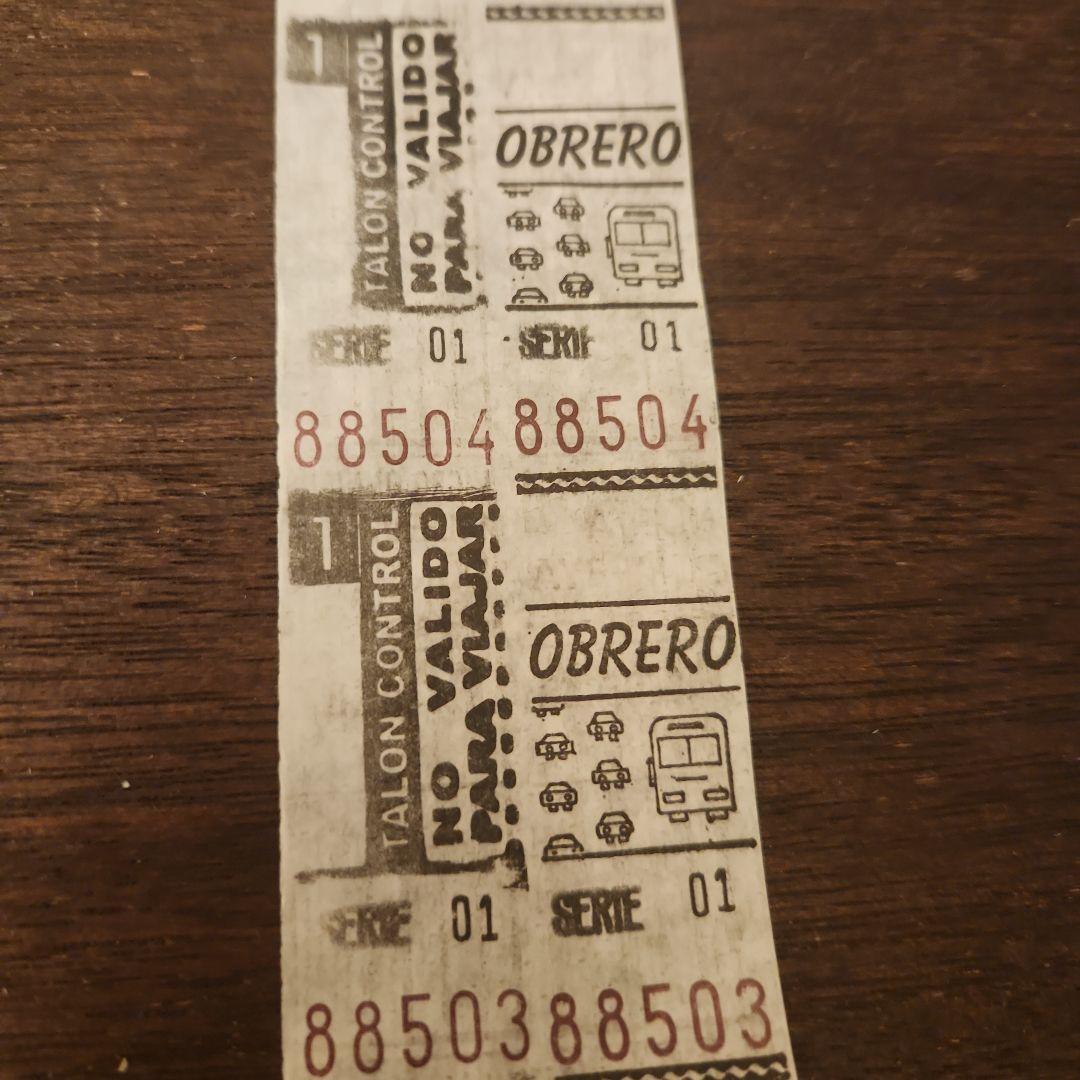 1
TALON CONTROL
NO VALIDO
PARA VIAJAR
OBRERO
SERIE 01
SERIE 01
88504
88504
1
TALON CONTROL
NO VALIDO
PARA VIAJAR
OBRERO
SERIE 01
SERIE 01
88503
88503